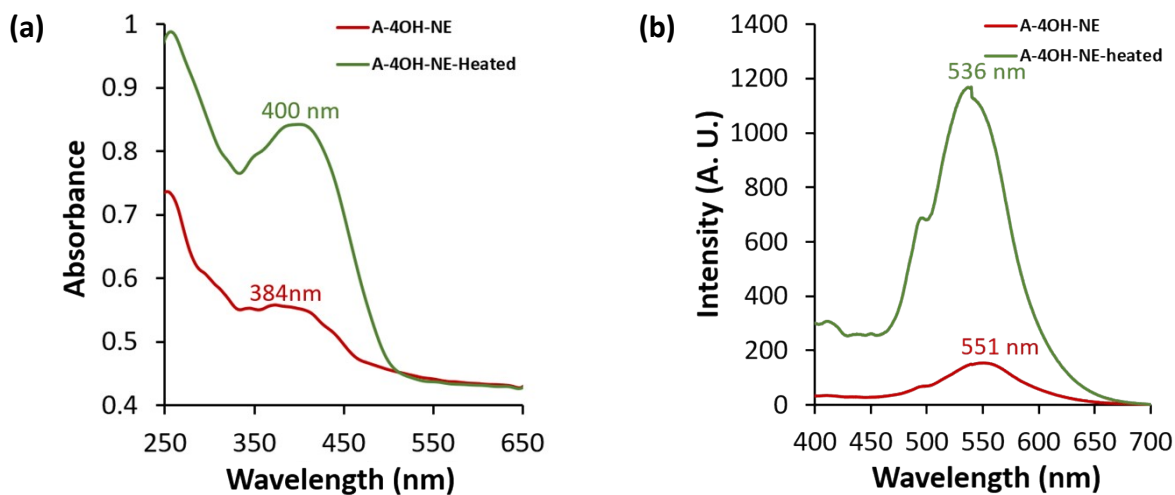 (a)
A-4OH-NE
A-4OH-NE-Heated
400 nm
384nm
1
0.9
0.8
0.7
0.6
0.5
0.4
Absorbance
250 350 450 550 650
Wavelength (nm)
(b)
A-4OH-NE
A-4OH-NE-heated
536 nm
551 nm
1400
1200
1000
800
600
400
200
0
Intensity (A. U.)
400 450 500 550 600 650 700
Wavelength (nm)